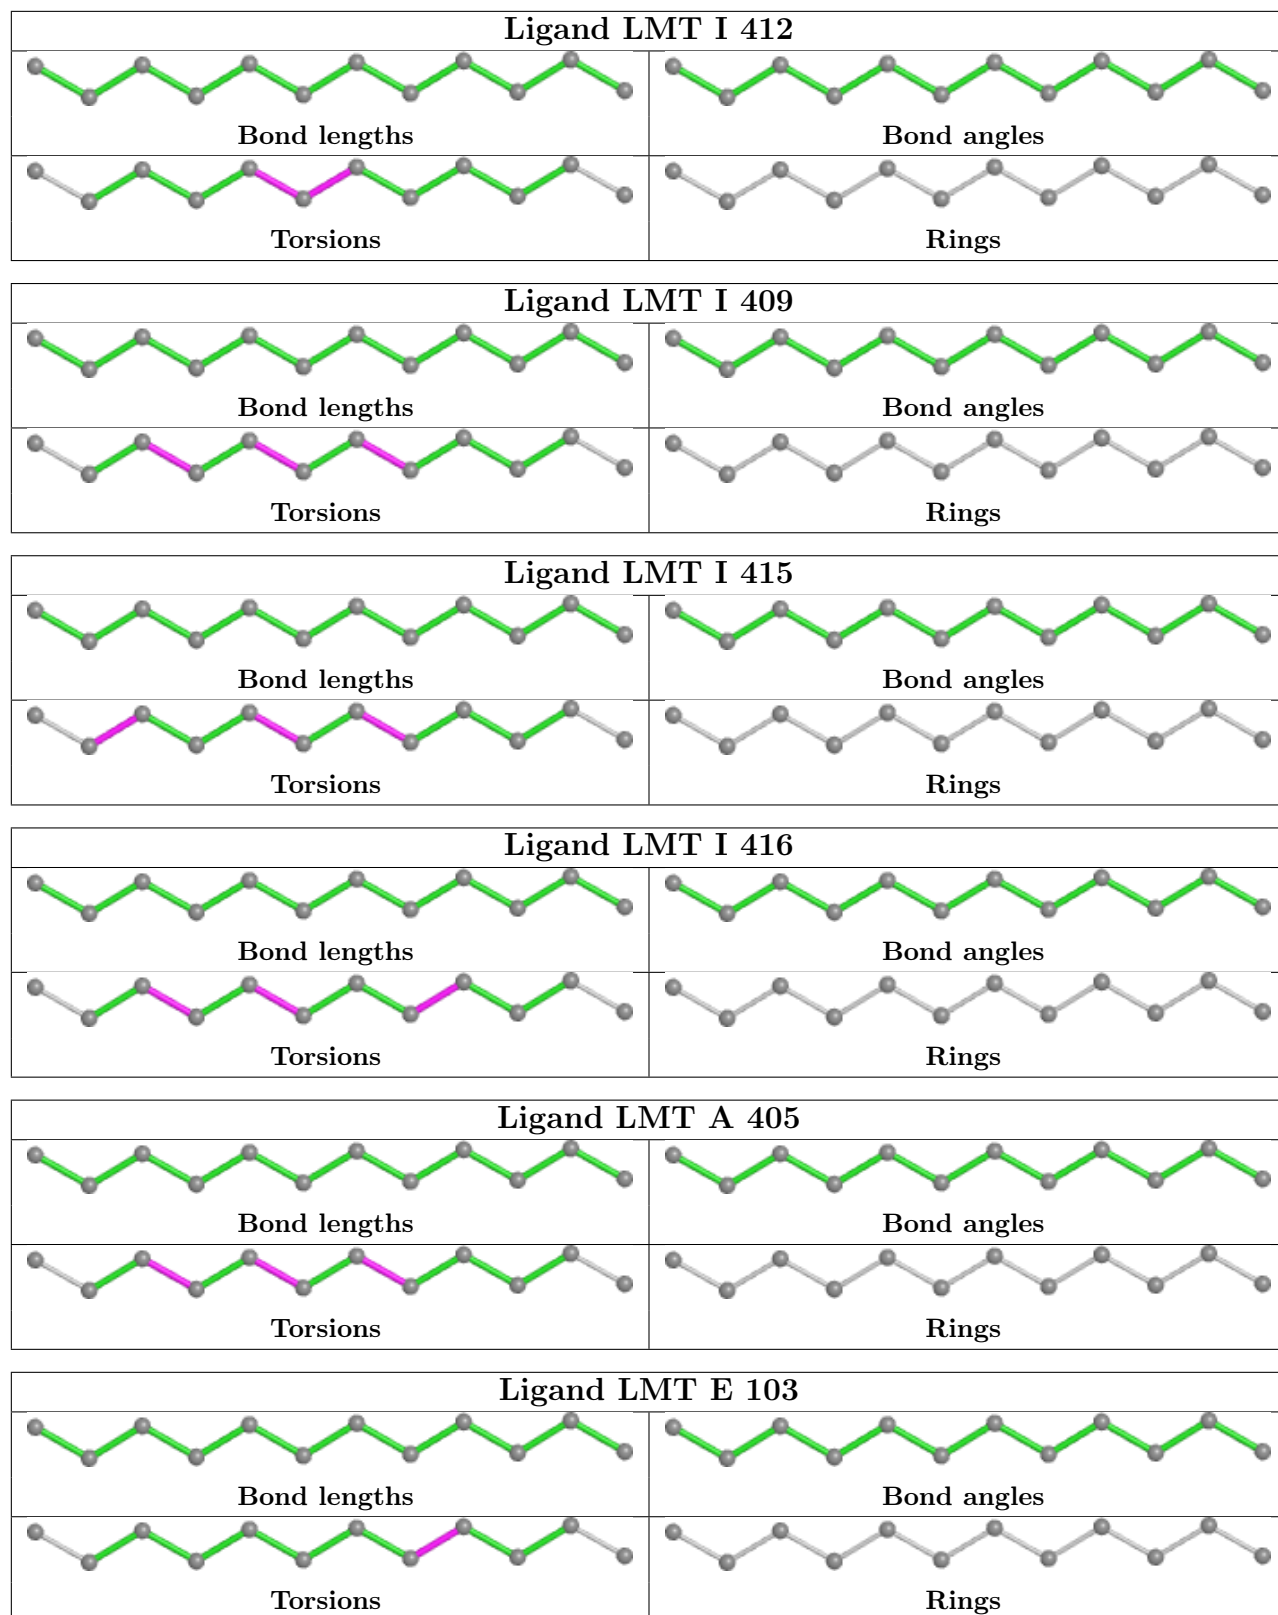 Ligand LMT I 412
Bond lengths Bond angles
Torsions Rings
Ligand LMT I 409
Bond lengths Bond angles
Torsions Rings
Ligand LMT I 415
Bond lengths Bond angles
Torsions Rings
Ligand LMT I 416
Bond lengths Bond angles
Torsions Rings
Ligand LMT A 405
Bond lengths Bond angles
Torsions Rings
Ligand LMT E 103
Bond lengths Bond angles
Torsions Rings